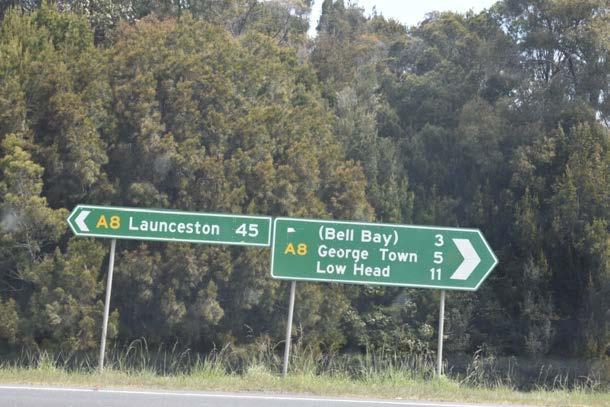 A8 Launceston 45
(Bell Bay) 3
A8 George Town 5
Low Head 11